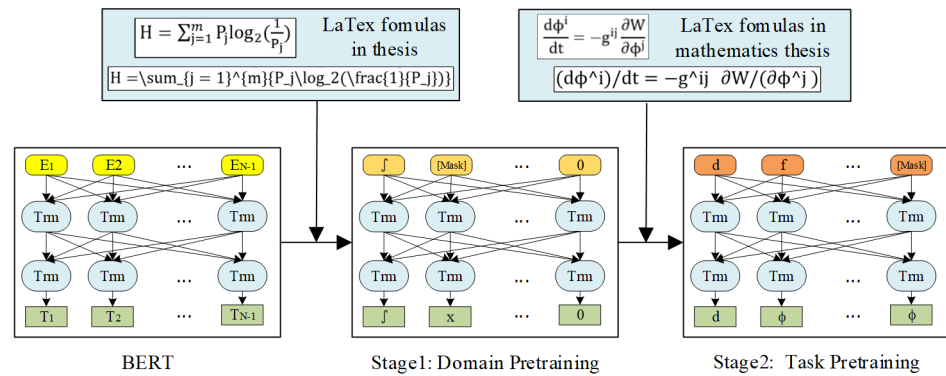 H = ∑_{j=1}^{m} P_j log_2(1/P_j)
LaTex fomulas
in
thesis
H =\sum_{j = 1}^{m}{P_j\log_2(\frac{1}{P_j})}
dϕ^i/dt = −g^{ij} ∂W/∂ϕ^j
LaTex fomulas in
mathematics thesis
(dϕ^i)/dt = −g^ij ∂W/(∂ϕ^j )
E1 E2 ... EN-1
Trm Trm ... Trm
Trm Trm ... Trm
T1 T2 ... TN-1
BERT
∫ [Mask] ... 0
Trm Trm ... Trm
Trm Trm ... Trm
∫ x ... 0
Stage1: Domain Pretraining
d f ... [Mask]
Trm Trm ... Trm
Trm Trm ... Trm
d ϕ ... ϕ
Stage2: Task Pretraining